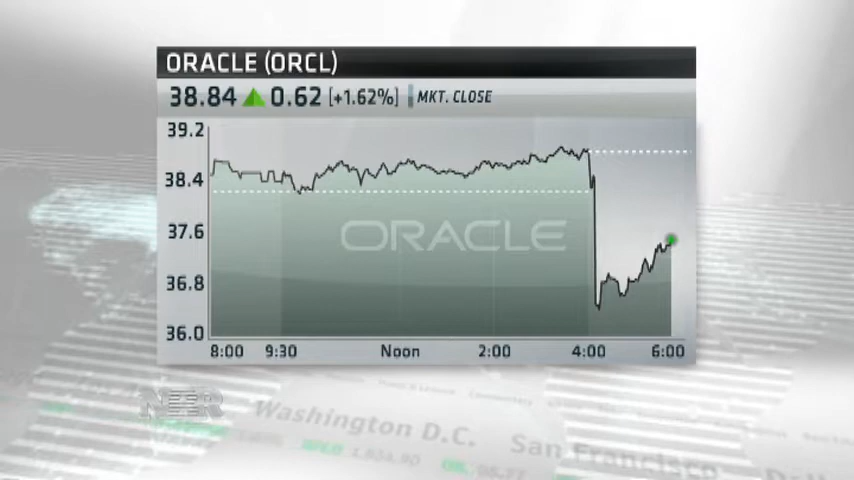 ORACLE (ORCL)
38.84 ▲ 0.62 [+1.62%] MKT. CLOSE
39.2
38.4
37.6
36.8
36.0
ORACLE
8:00 9:30 Noon 2:00 4:00 6:00
NBR
Washington D.C.
San Francisco